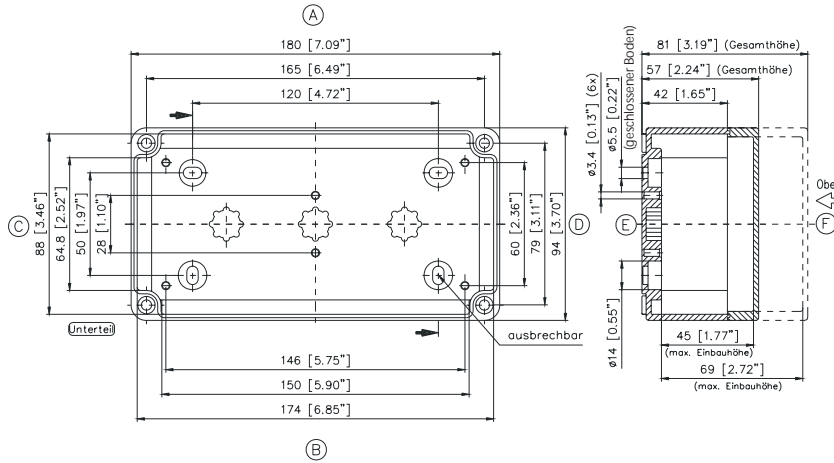 A
180 [7.09”]
165 [6.49”]
120 [4.72”]
81 [3.19”] (Gesamthöhe)
57 [2.24”] (Gesamthöhe)
42 [1.65”]
ø3.4 [0.13”] (6x)
ø5.5 [0.22”]
(geschlossener Boden)
C
88 [3.46”]
64.8 [2.52”]
50 [1.97”]
28 [1.10”]
60 [2.36”]
79 [3.11”]
94 [3.70”]
D
E
F
Obe
Unterteil
ausbrechbar
ø14 [0.55”]
45 [1.77”]
(max. Einbauhöhe)
69 [2.72”]
(max. Einbauhöhe)
146 [5.75”]
150 [5.90”]
174 [6.85”]
B